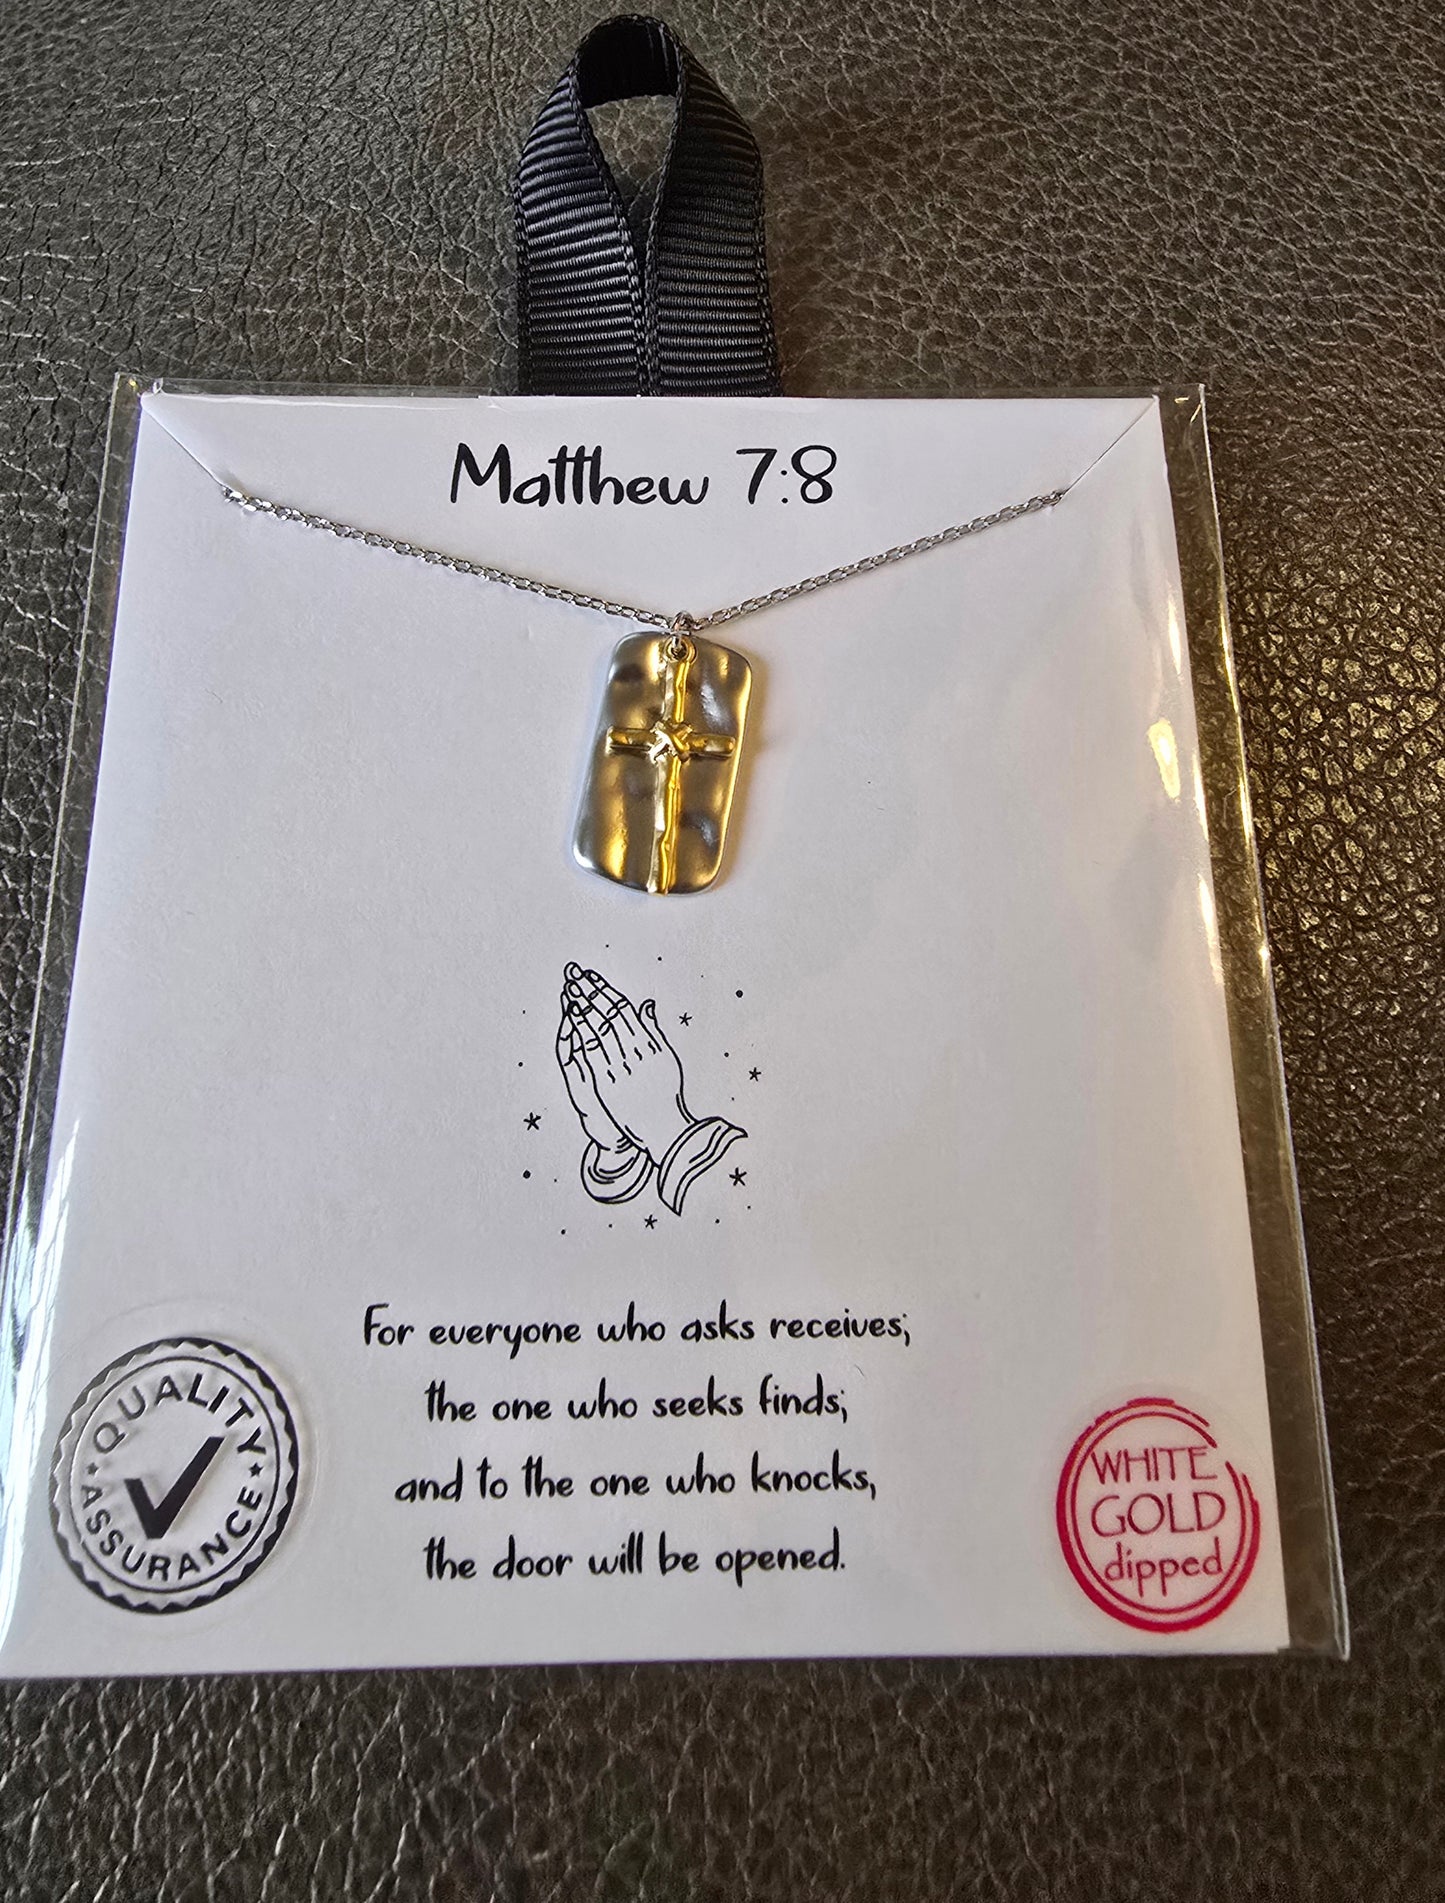 Matthew 7:8
For everyone who asks receives;
the one who seeks finds;
and to the one who knocks,
the door will be opened.
QUALITY
ASSURANCE
WHITE
GOLD
dipped